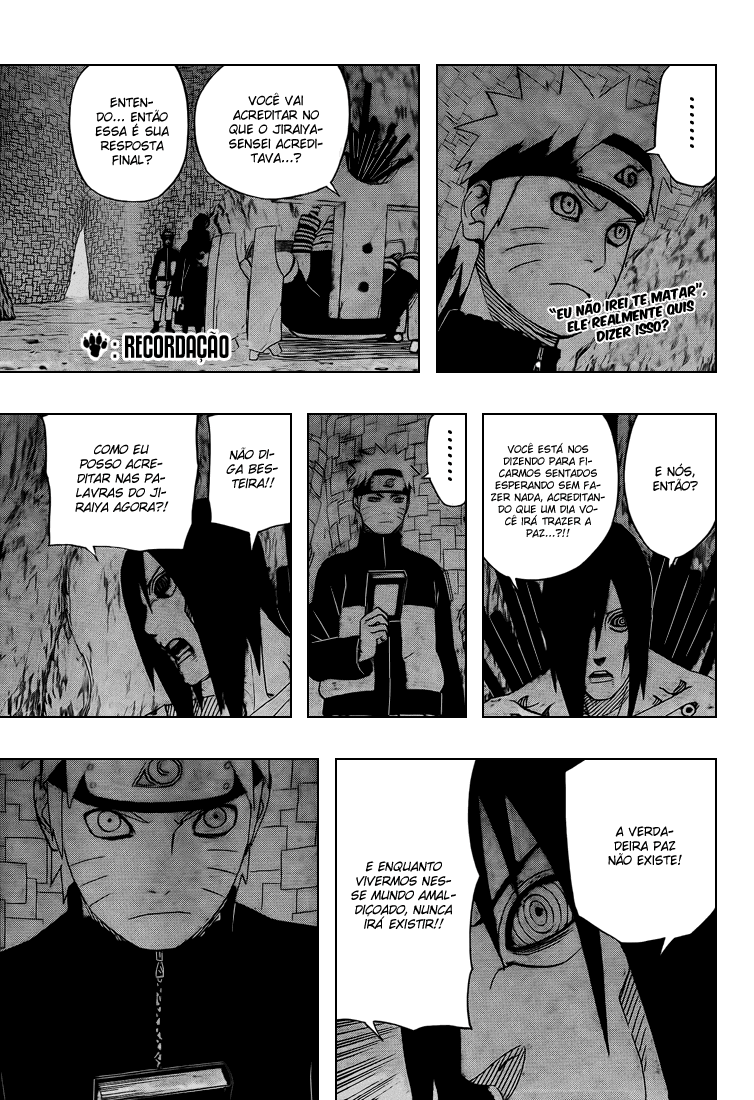 .......
"EU NÃO IREI TE MATAR".
ELE REALMENTE QUIS
DIZER ISSO?
VOCÊ VAI
ACREDITAR NO
QUE O JIRAIYA-
SENSEI ACREDI-
TAVA...?
ENTEN-
DO... ENTÃO
ESSA É SUA
RESPOSTA
FINAL?
: RECORDAÇÃO
E NÓS,
ENTÃO?
VOCÊ ESTÁ NOS
DIZENDO PARA FI-
CARMOS SENTADOS
ESPERANDO SEM FA-
ZER NADA, ACREDITAN-
DO QUE UM DIA VO-
CÊ IRÁ TRAZER A
PAZ...?!!
.......
NÃO DI-
GA BES-
TEIRA!!
COMO EU
POSSO ACRE-
DITAR NAS PA-
LAVRAS DO JI-
RAIYA AGORA?!
A VERDA-
DEIRA PAZ
NÃO EXISTE!
E ENQUANTO
VIVERMOS NES-
SE MUNDO AMAL-
DIÇOADO, NUNCA
IRÁ EXISTIR!!